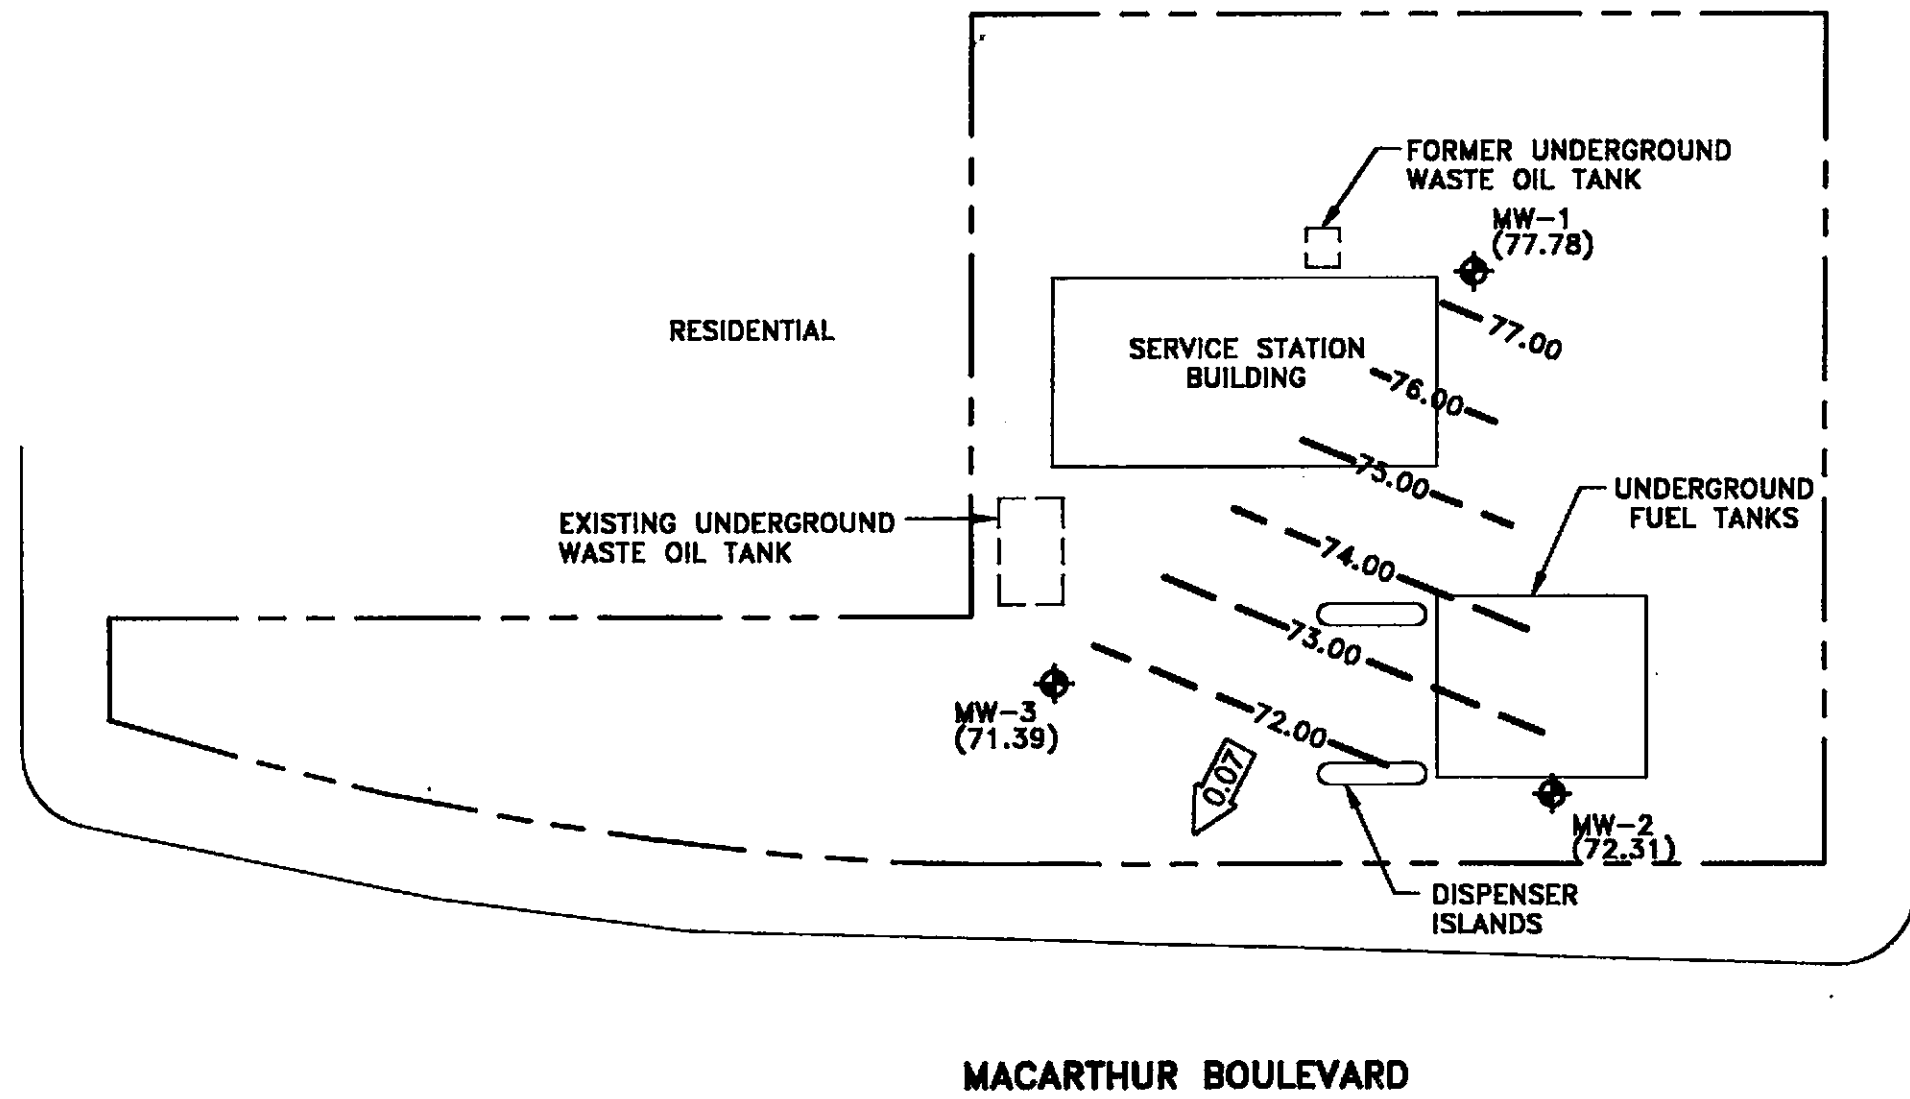 FORMER UNDERGROUND
WASTE OIL TANK
MW-1
(77.78)
77.00
RESIDENTIAL
SERVICE STATION
BUILDING
76.00
75.00
UNDERGROUND
FUEL TANKS
EXISTING UNDERGROUND
WASTE OIL TANK
74.00
73.00
MW-3
(71.39)
72.00
0.07
MW-2
(72.31)
DISPENSER
ISLANDS
MACARTHUR BOULEVARD